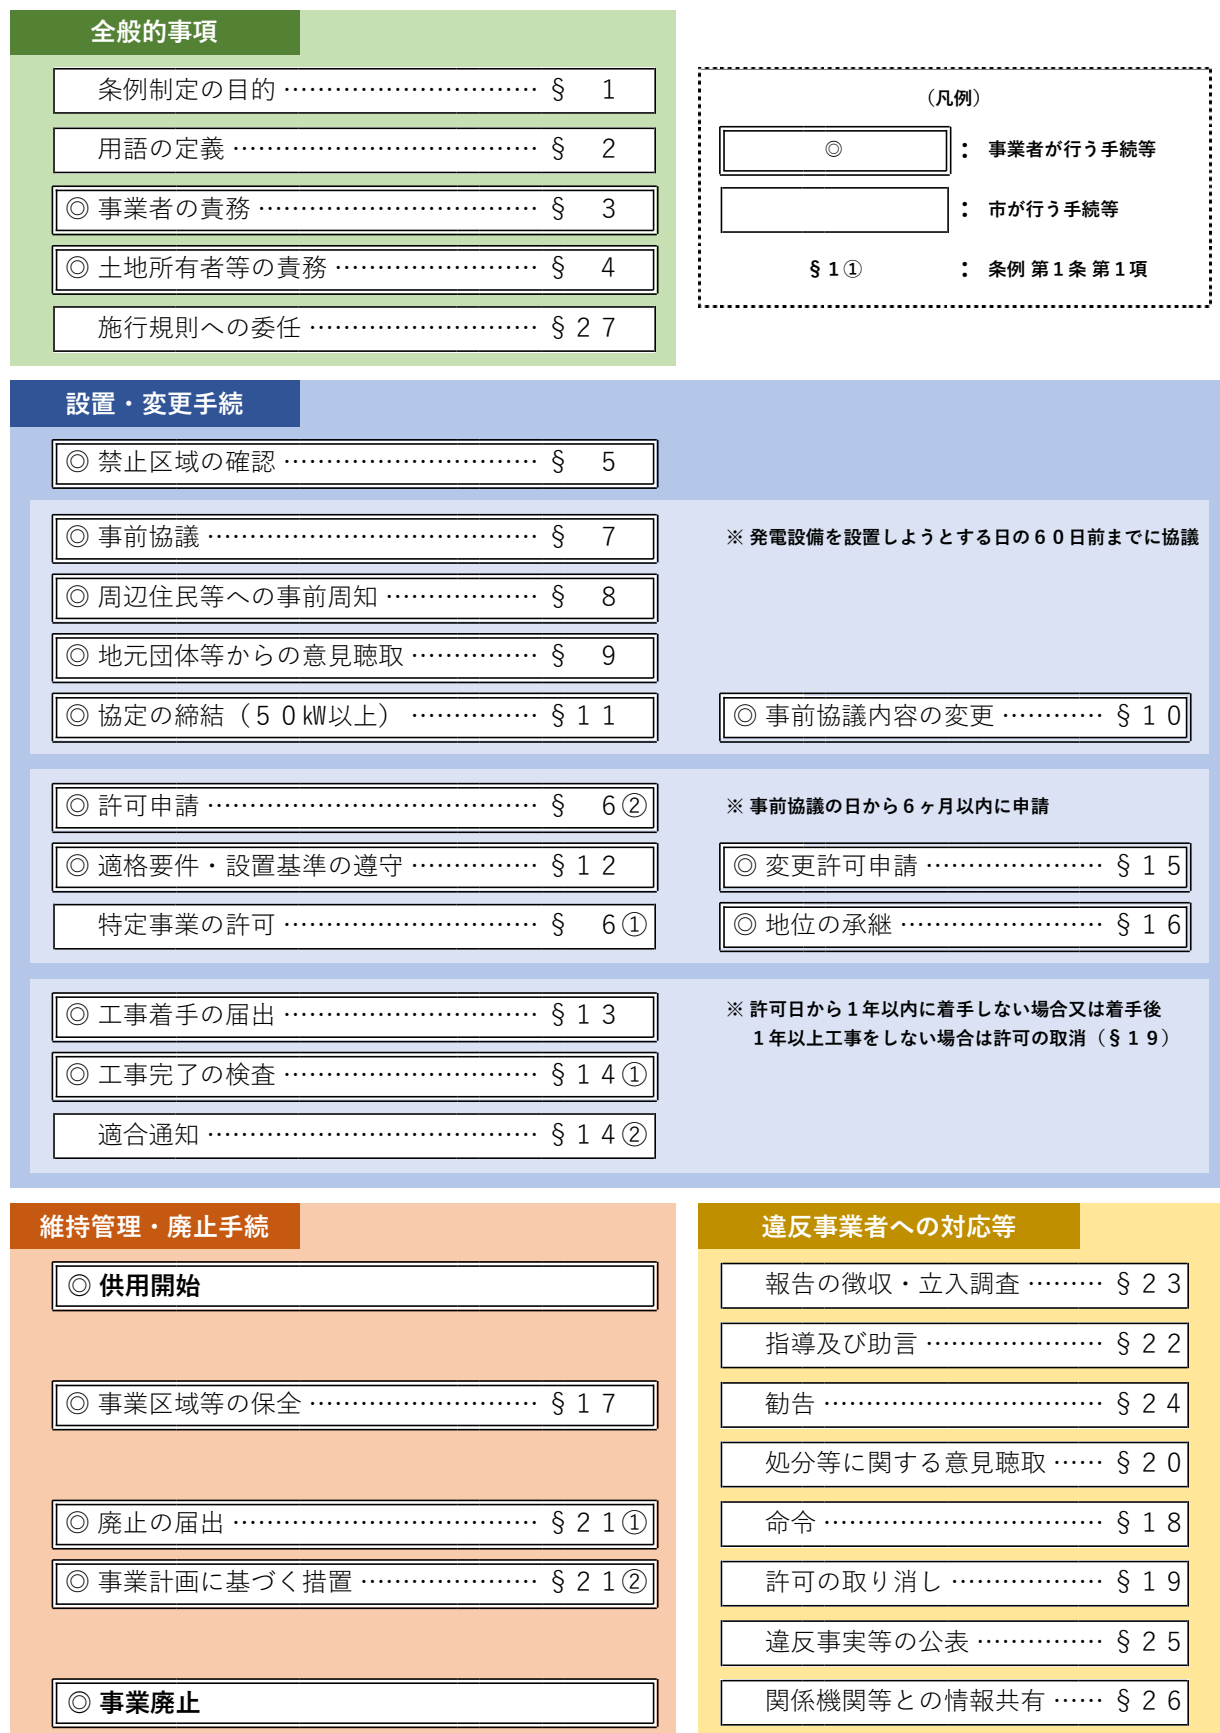 全般的事項
条例制定の目的 ………………………… §　1
用語の定義 ……………………………… §　2
◎ 事業者の責務 …………………………… §　3
◎ 土地所有者等の責務 …………………… §　4
施行規則への委任 ……………………… §２７
（凡例）
◎ ： 事業者が行う手続等
： 市が行う手続等
§１① ： 条例 第１条 第１項
設置・変更手続
◎ 禁止区域の確認 ………………………… §　5
◎ 事前協議 ………………………………… §　7
※ 発電設備を設置しようとする日の６０日前までに協議
◎ 周辺住民等への事前周知 ……………… §　8
◎ 地元団体等からの意見聴取 …………… §　9
◎ 協定の締結（５０㎾以上） …………… §１１
◎ 事前協議内容の変更 ………… §１０
◎ 許可申請 ………………………………… §　6②
※ 事前協議の日から６ヶ月以内に申請
◎ 適格要件・設置基準の遵守 …………… §１２
◎ 変更許可申請 ………………… §１５
特定事業の許可 ………………………… §　6①
◎ 地位の承継 …………………… §１６
◎ 工事着手の届出 ………………………… §１３
※ 許可日から１年以内に着手しない場合又は着手後
１年以上工事をしない場合は許可の取消（§１９）
◎ 工事完了の検査 ………………………… §１４①
適合通知 ………………………………… §１４②
維持管理・廃止手続
◎ 供用開始
◎ 事業区域等の保全 ……………………… §１７
◎ 廃止の届出 ……………………………… §２１①
◎ 事業計画に基づく措置 ………………… §２１②
◎ 事業廃止
違反事業者への対応等
報告の徴収・立入調査 ……… §２３
指導及び助言 ………………… §２２
勧告 …………………………… §２４
処分等に関する意見聴取 …… §２０
命令 …………………………… §１８
許可の取り消し ……………… §１９
違反事実等の公表 …………… §２５
関係機関等との情報共有 …… §２６